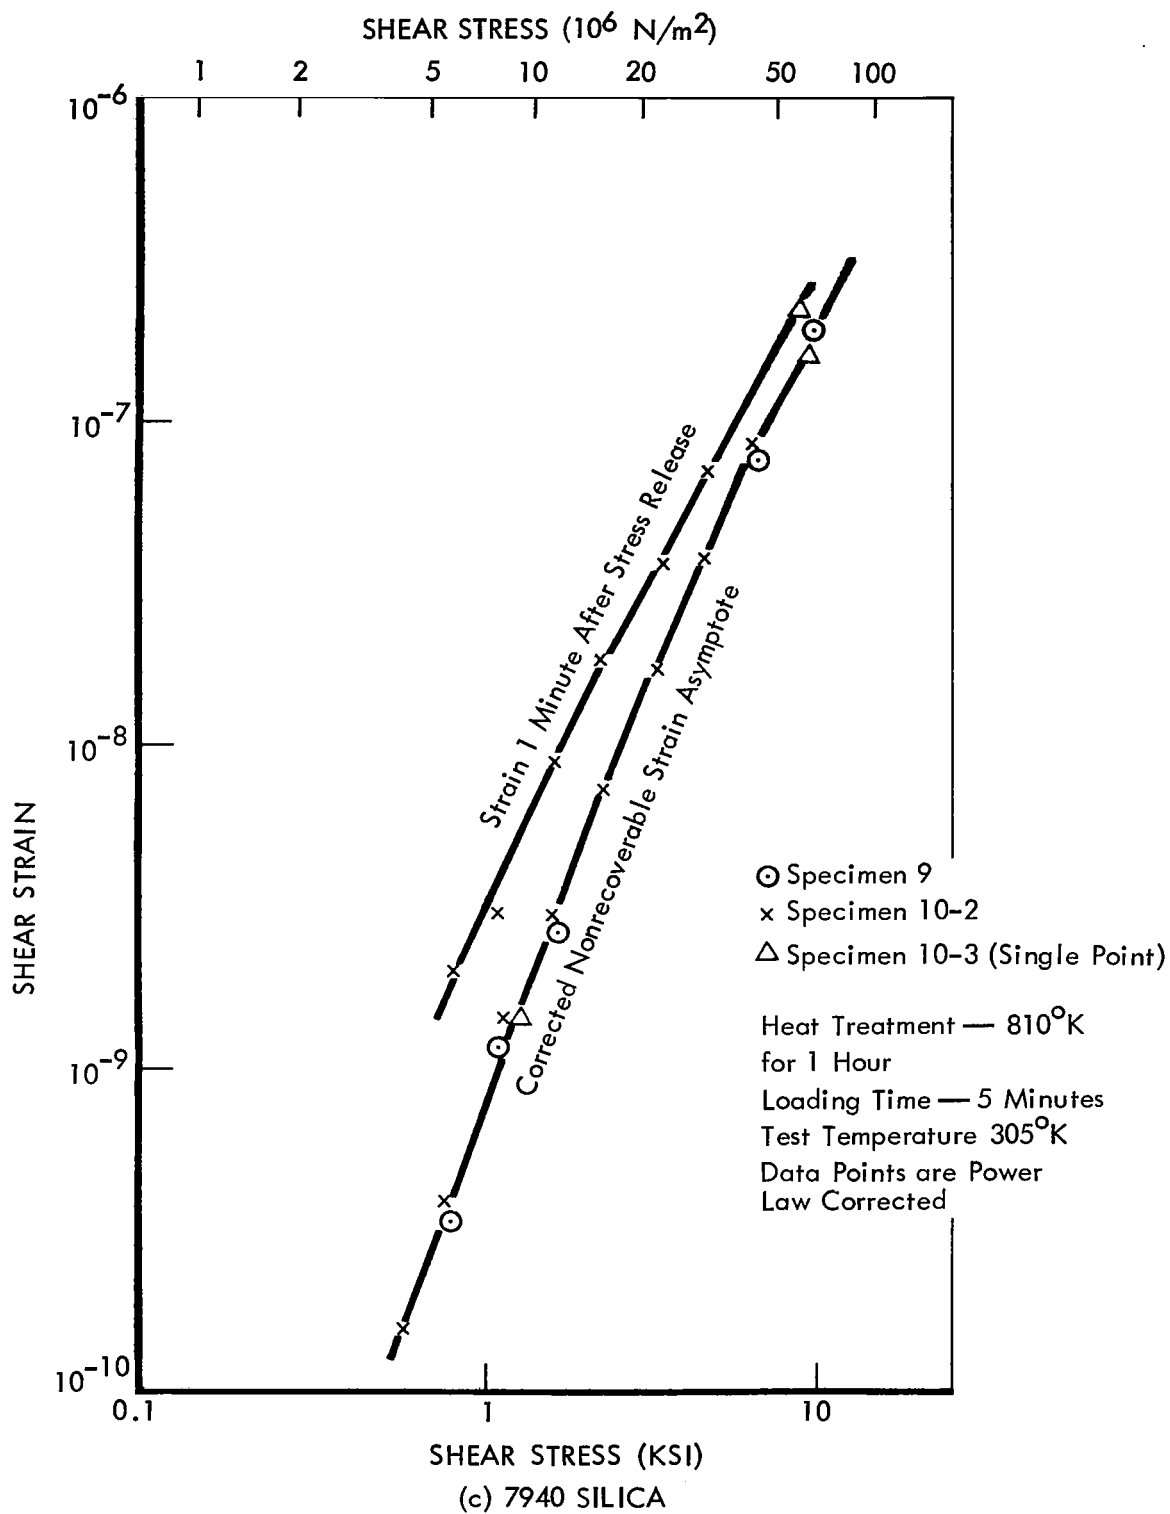 SHEAR STRESS (10⁶ N/m²)
1 2 5 10 20 50 100
10⁻⁶
10⁻⁷
10⁻⁸
10⁻⁹
10⁻¹⁰
SHEAR STRAIN
Strain 1 Minute After Stress Release
Corrected Nonrecoverable Strain Asymptote
⊙ Specimen 9
× Specimen 10-2
△ Specimen 10-3 (Single Point)
Heat Treatment — 810°K
for 1 Hour
Loading Time — 5 Minutes
Test Temperature 305°K
Data Points are Power
Law Corrected
0.1 1 10
SHEAR STRESS (KSI)
(c) 7940 SILICA